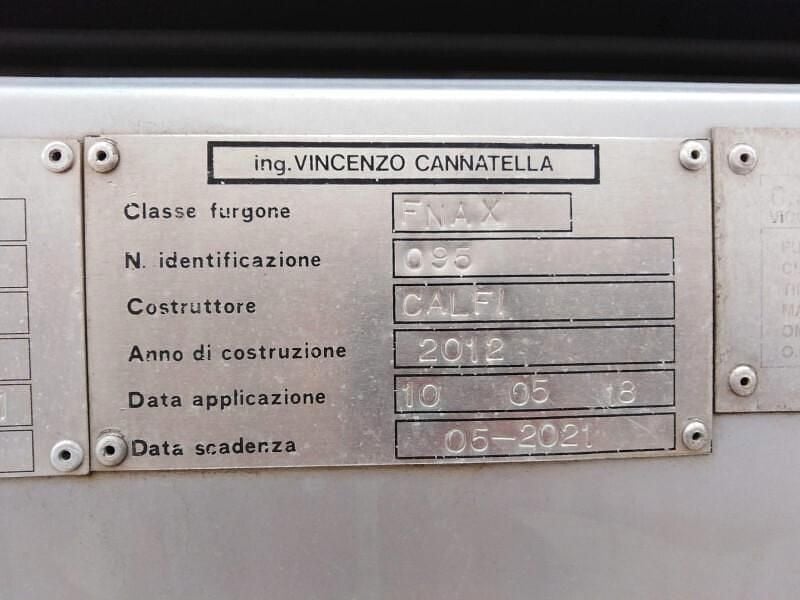 ing. VINCENZO CANNATELLA
Classe furgone FNAX
N. identificazione 095
Costruttore CALFI
Anno di costruzione 2012
Data applicazione 10 05 18
Data scadenza 05-2021